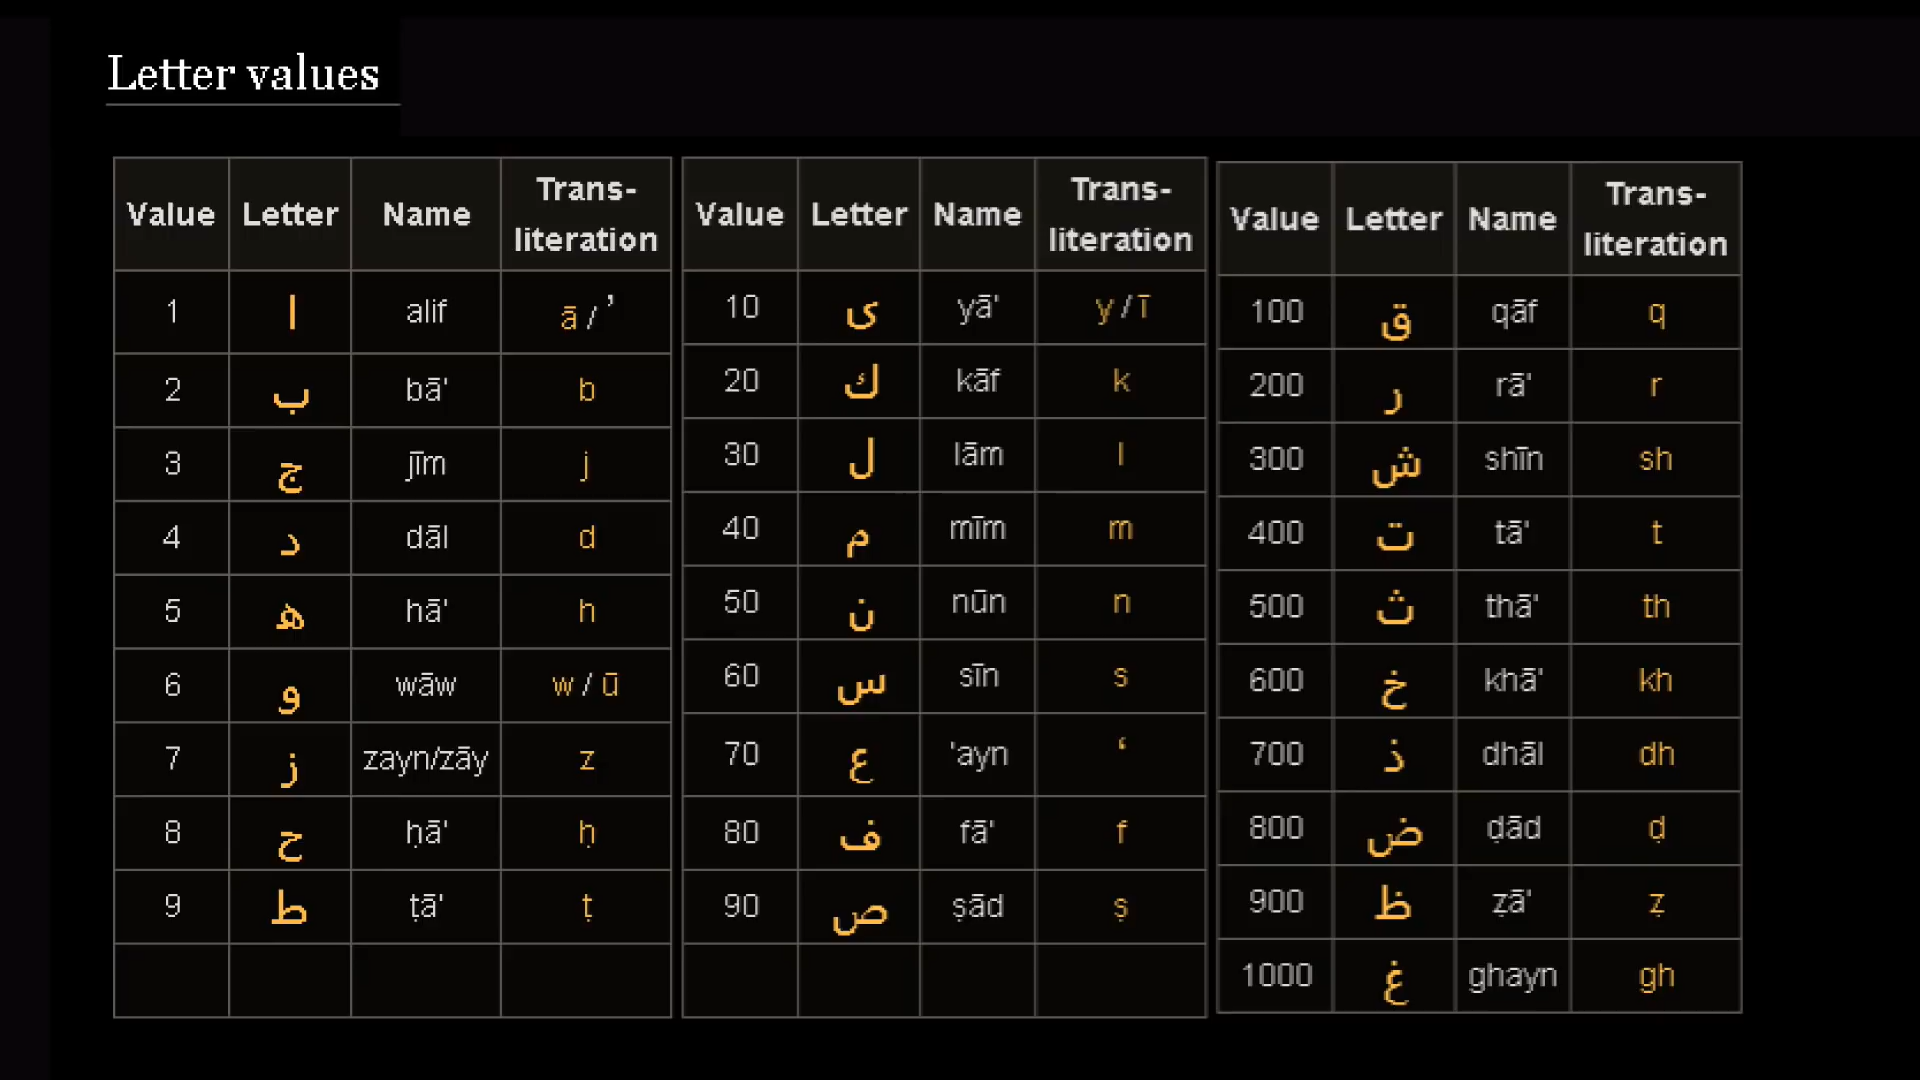 Letter values
Value Letter Name Trans-literation
1 ا alif ā / ʼ
2 ب bā' b
3 ج jīm j
4 د dāl d
5 ه hā' h
6 و wāw w / ū
7 ز zayn/zāy z
8 ح ḥā' ḥ
9 ط ṭā' ṭ
Value Letter Name Trans-literation
10 ى yā' y / ī
20 ك kāf k
30 ل lām l
40 م mīm m
50 ن nūn n
60 س sīn s
70 ع 'ayn ʻ
80 ف fā' f
90 ص ṣād ṣ
Value Letter Name Trans-literation
100 ق qāf q
200 ر rā' r
300 ش shīn sh
400 ت tā' t
500 ث thā' th
600 خ khā' kh
700 ذ dhāl dh
800 ض ḍād ḍ
900 ظ ẓā' ẓ
1000 غ ghayn gh